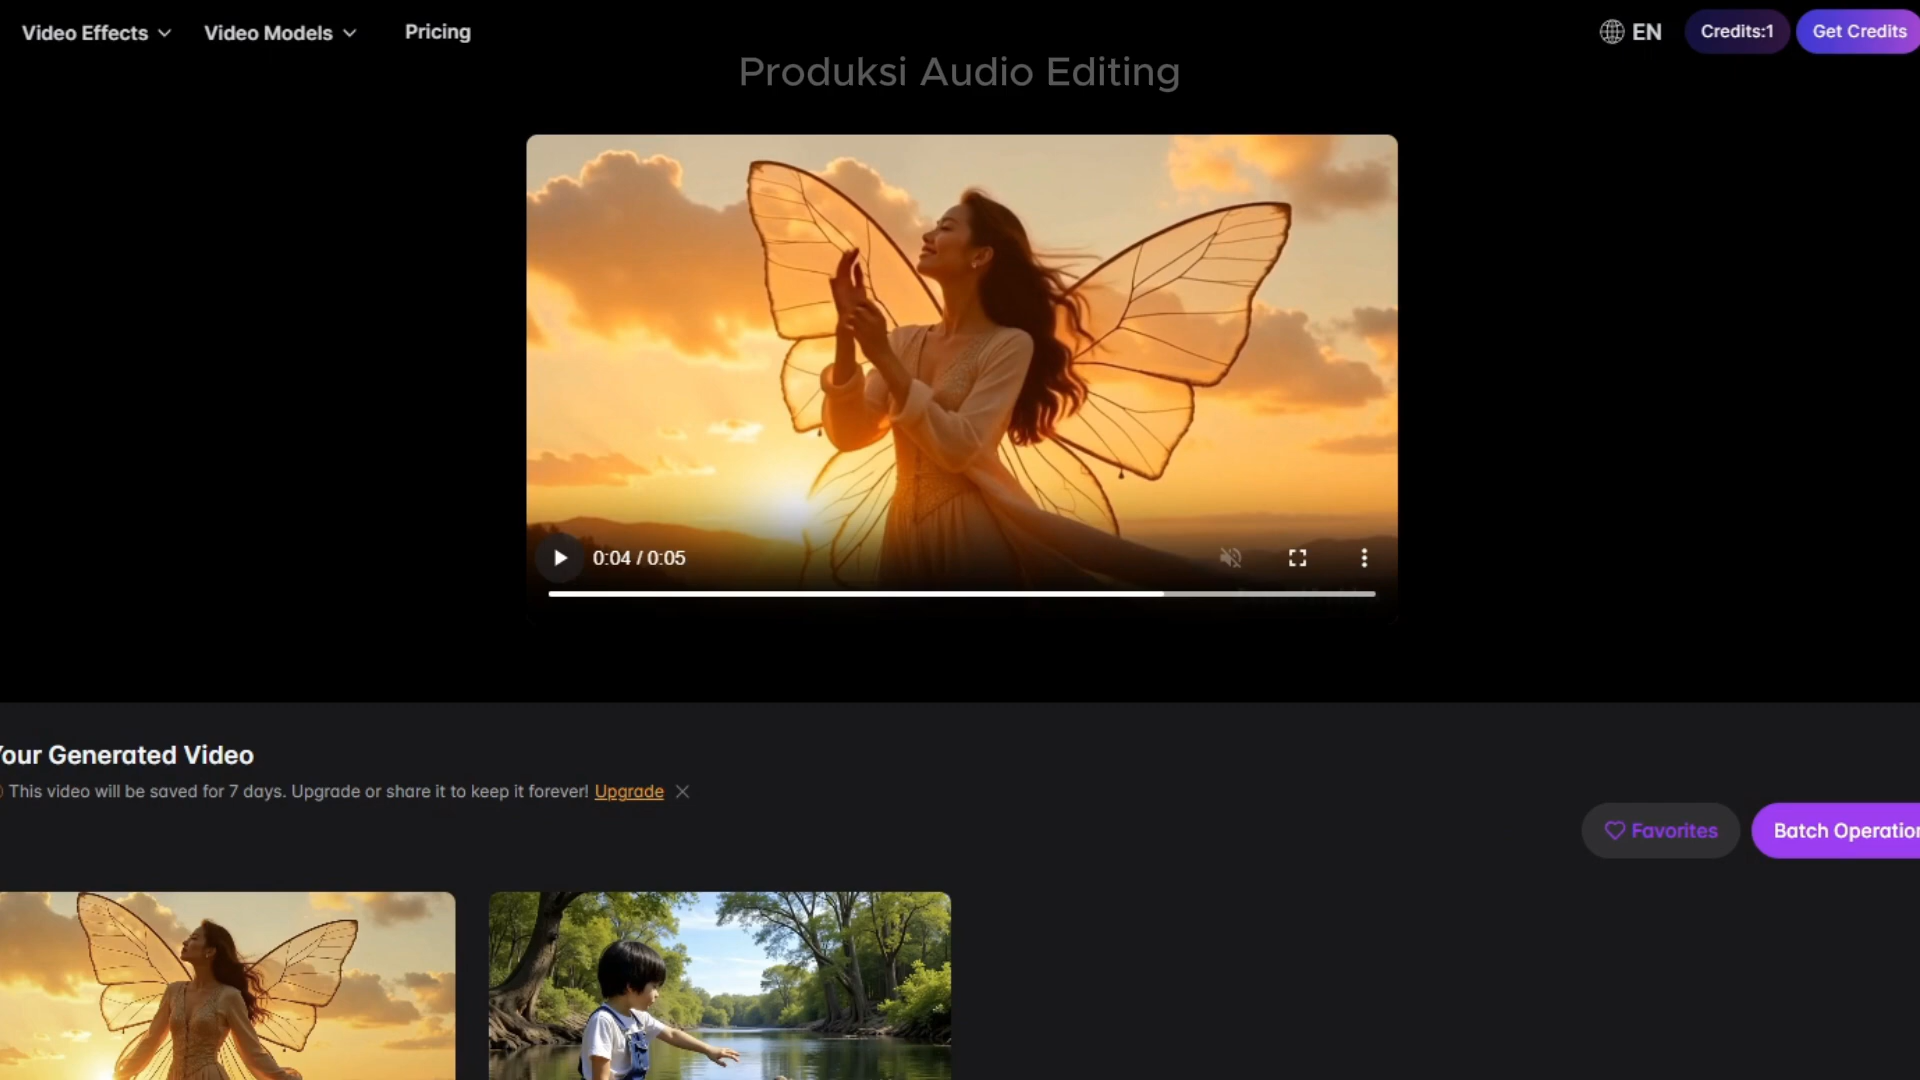 Video Effects
Video Models
Pricing
EN
Credits:1
Get Credits
Produksi Audio Editing
0:04 / 0:05
Your Generated Video
This video will be saved for 7 days. Upgrade or share it to keep it forever! Upgrade
Favorites
Batch Operation